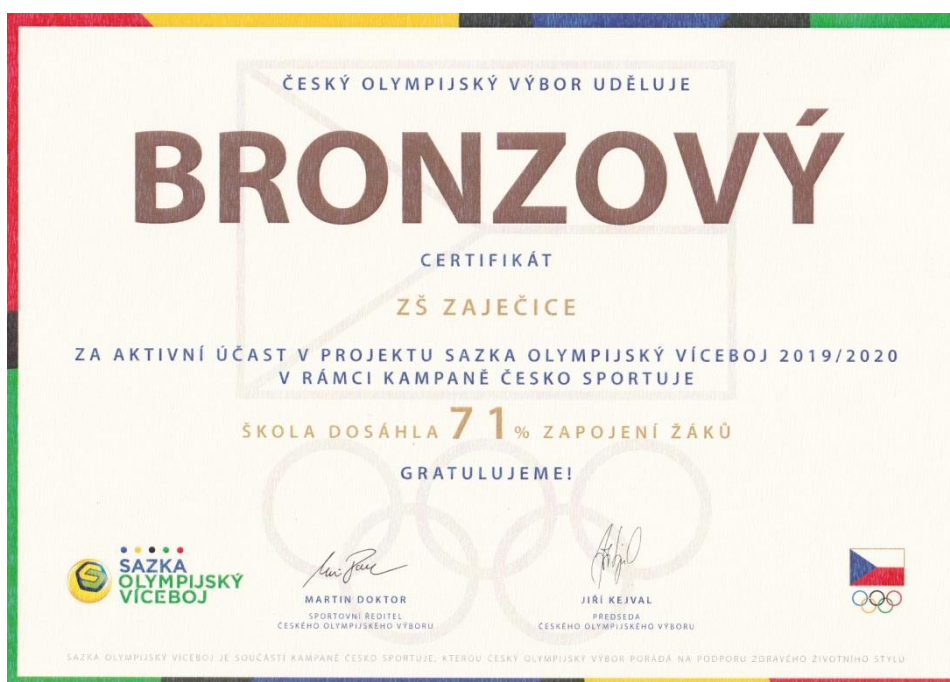 ČESKÝ OLYMPIJSKÝ VÝBOR UDĚLUJE
BRONZOVÝ
CERTIFIKÁT
ZŠ ZAJEČICE
ZA AKTIVNÍ ÚČAST V PROJEKTU SAZKA OLYMPIJSKÝ VÍCEBOJ 2019/2020
V RÁMCI KAMPANĚ ČESKO SPORTUJE
ŠKOLA DOSÁHLA 71% ZAPOJENÍ ŽÁKŮ
GRATULUJEME!
SAZKA
OLYMPIJSKÝ
VÍCEBOJ
MARTIN DOKTOR
SPORTOVNÍ ŘEDITEL
ČESKÉHO OLYMPIJSKÉHO VÝBORU
JIŘÍ KEJVAL
PŘEDSEDA
ČESKÉHO OLYMPIJSKÉHO VÝBORU
SAZKA OLYMPIJSKÝ VÍCEBOJ JE SOUČÁSTÍ KAMPANĚ ČESKO SPORTUJE, KTEROU ČESKÝ OLYMPIJSKÝ VÝBOR POŘÁDÁ NA PODPORU ZDRAVÉHO ŽIVOTNÍHO STYLU